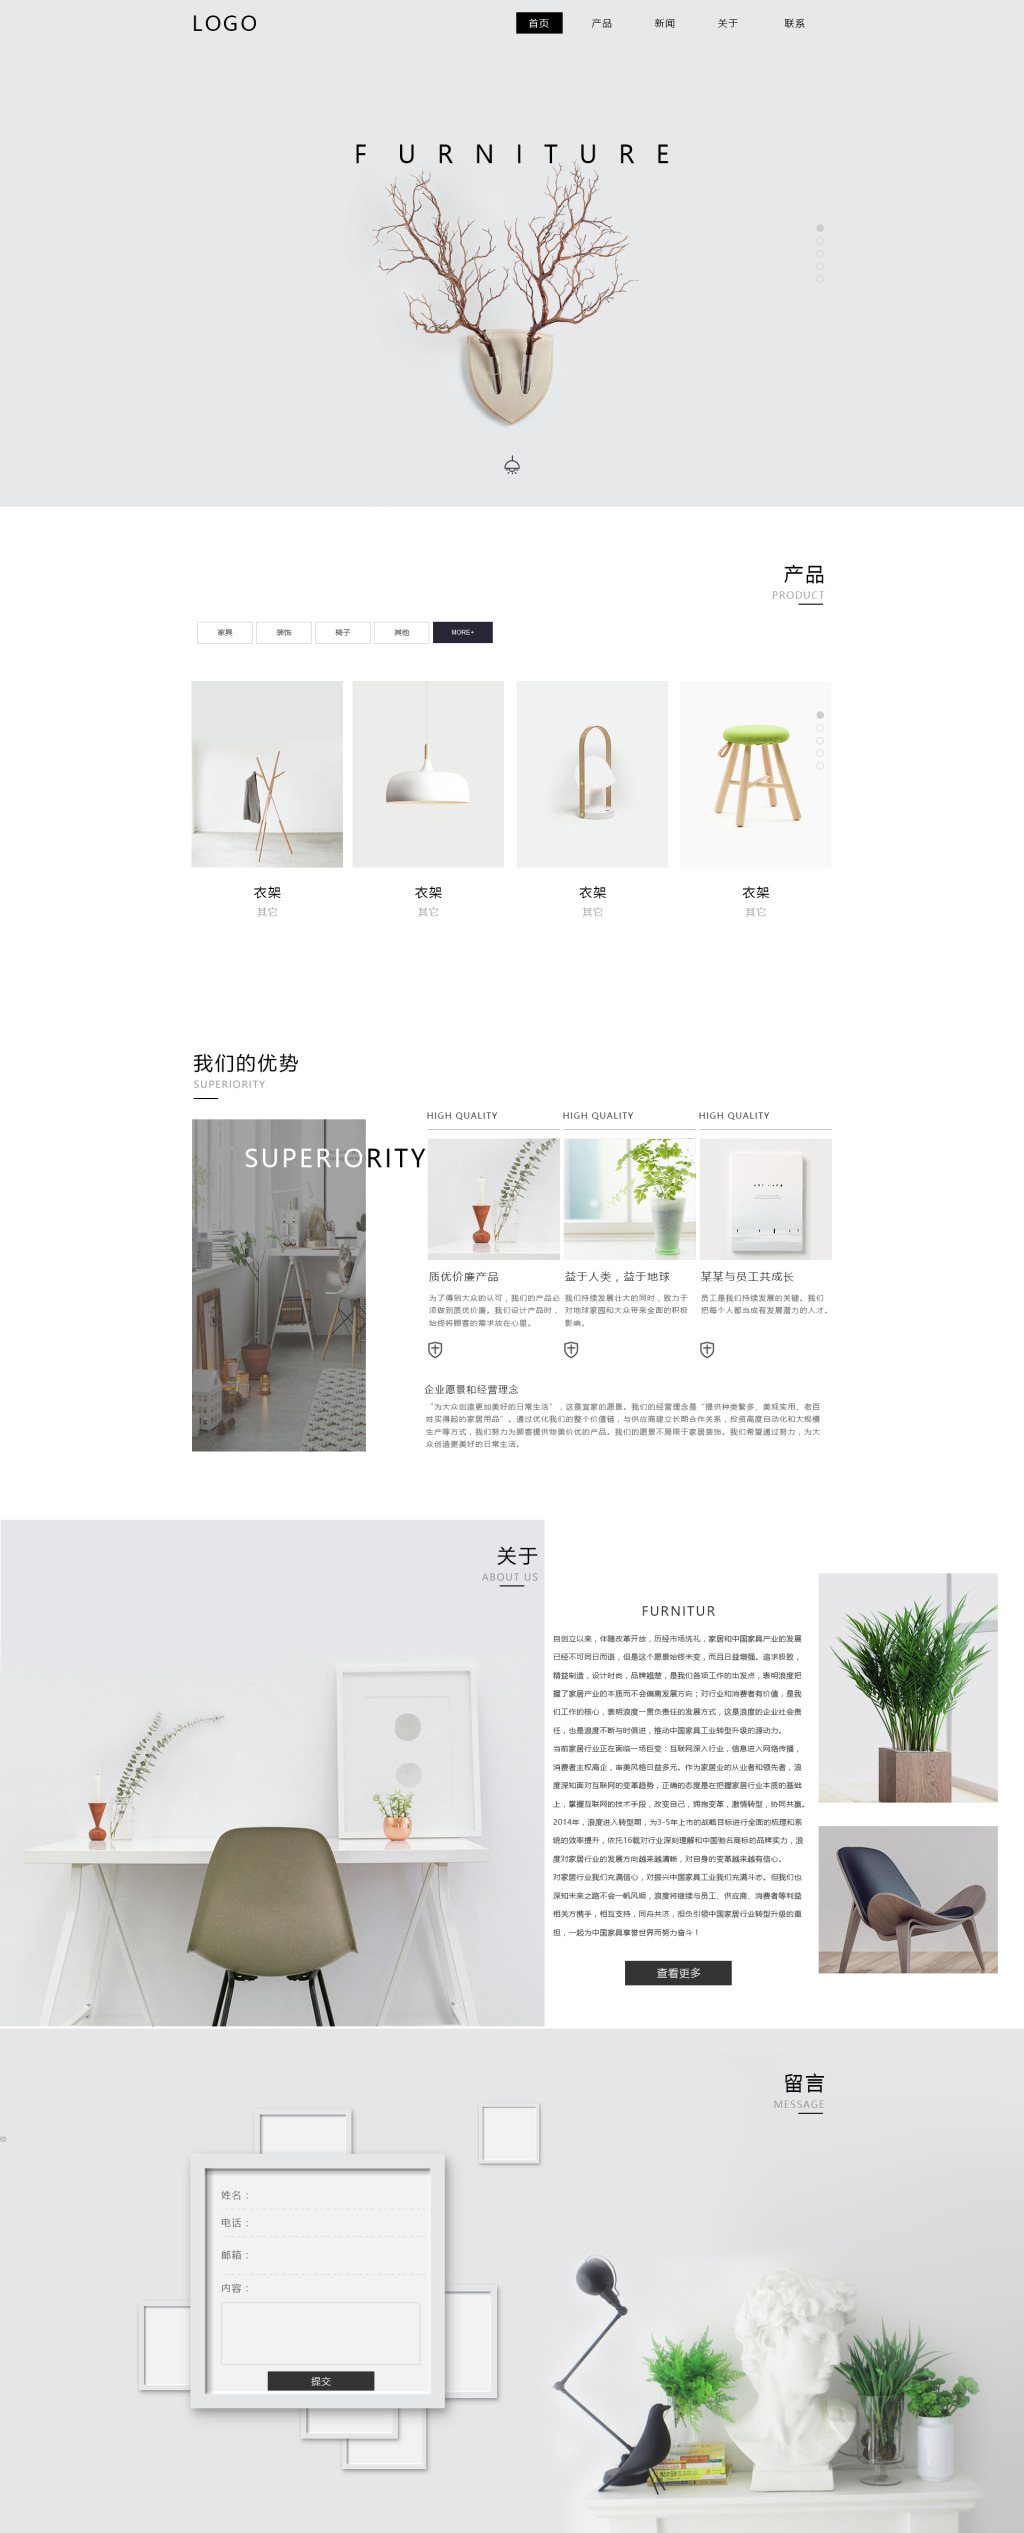 LOGO
首页
产品
新闻
关于
联系
FURNITURE
产品
PRODUCT
家具
装饰
椅子
其他
MORE+
衣架
其它
衣架
其它
衣架
其它
衣架
其它
我们的优势
SUPERIORITY
SUPERIORITY
HIGH QUALITY
HIGH QUALITY
HIGH QUALITY
质优价廉产品
为了得到大众的认可，我们的产品必
须做到质优价廉。我们设计产品时，
始终将顾客的需求放在心里。
益于人类，益于地球
我们持续发展壮大的同时，致力于
对地球家园和大众带来全面的积极
影响。
某某与员工共成长
员工是我们持续发展的关键。我们
把每个人都当成有发展潜力的人才。
企业愿景和经营理念
“为大众创造更加美好的日常生活”，这是宜家的愿景。我们的经营理念是“提供种类繁多、美观实用、老百
姓买得起的家居用品”。通过优化我们的整个价值链，与供应商建立长期合作关系，投资高度自动化和大规模
生产等方式，我们努力为顾客提供物美价优的产品。我们的愿景不局限于家居装饰。我们希望通过努力，为大
众创造更美好的日常生活。
关于
ABOUT US
FURNITUR
自创立以来，伴随改革开放，历经市场洗礼，家居和中国家具产业的发展
已经不可同日而语，但是这个愿景始终未变，而且日益增强。追求极致，
精益制造，设计时尚，品牌翘楚，是我们各项工作的出发点，表明浪度把
握了家居产业的本质而不会偏离发展方向；对行业和消费者有价值，是我
们工作的核心，表明浪度一贯负责任的发展方式，这是浪度的企业社会责
任，也是浪度不断与时俱进，推动中国家具工业转型升级的源动力。
当前家居行业正在面临一场巨变：互联网深入行业，信息进入网络传播，
消费者主权高企，审美风格日益多元。作为家居业的从业者和领先者，浪
度深知面对互联网的变革趋势，正确的态度是在把握家居行业本质的基础
上，掌握互联网的技术手段，改变自己，拥抱变革，激情转型，协同共赢。
2014年，浪度进入转型期，为3-5年上市的战略目标进行全面的梳理和系
统的效率提升，依托16载对行业深刻理解和中国驰名商标的品牌实力，浪
度对家居行业的发展方向越来越清晰，对自身的变革越来越有信心。
对家居行业我们充满信心，对振兴中国家具工业我们充满斗志。但我们也
深知未来之路不会一帆风顺，浪度将继续与员工、供应商、消费者等利益
相关方携手，相互支持，同舟共济，担负引领中国家居行业转型升级的重
担，一起为中国家具享誉世界而努力奋斗！
查看更多
留言
MESSAGE
姓名：
电话：
邮箱：
内容：
提交